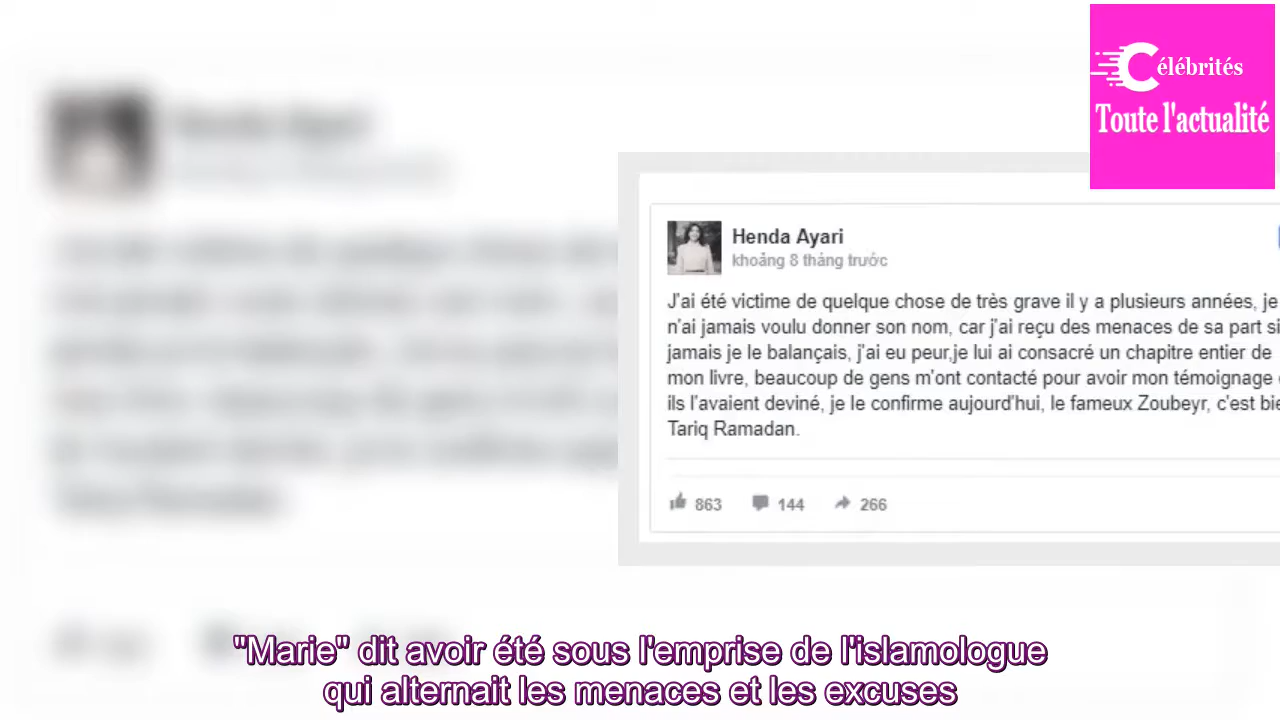 Célébrités
Toute l'actualité
Henda Ayari
khoảng 8 tháng trước
J'ai été victime de quelque chose de très grave il y a plusieurs années, je
n'ai jamais voulu donner son nom, car j'ai reçu des menaces de sa part si
jamais je le balançais, j'ai eu peur,je lui ai consacré un chapitre entier de
mon livre, beaucoup de gens m'ont contacté pour avoir mon témoignage
ils l'avaient deviné, je le confirme aujourd'hui, le fameux Zoubeyr, c'est
Tariq Ramadan.
863 144 266
"Marie" dit avoir été sous l'emprise de l'islamologue
qui alternait les menaces et les excuses